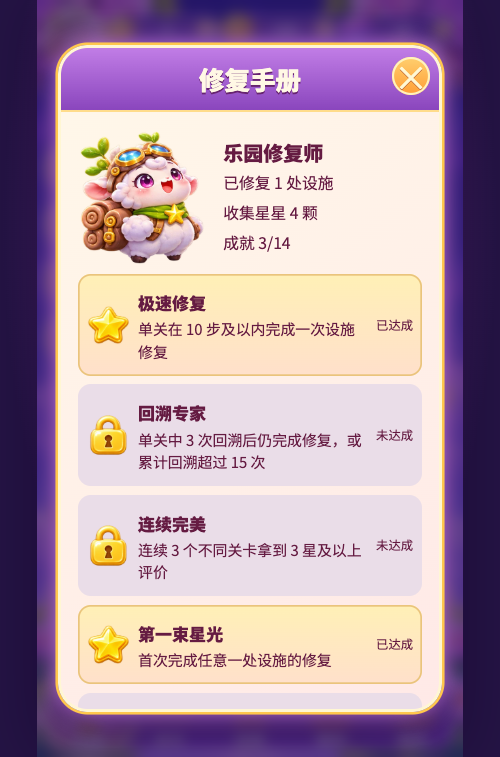 修复手册
乐园修复师
已修复 1 处设施
收集星星 4 颗
成就 3/14
极速修复
单关在 10 步及以内完成一次设施
修复
已达成
回溯专家
单关中 3 次回溯后仍完成修复，或
累计回溯超过 15 次
未达成
连续完美
连续 3 个不同关卡拿到 3 星及以上
评价
未达成
第一束星光
首次完成任意一处设施的修复
已达成